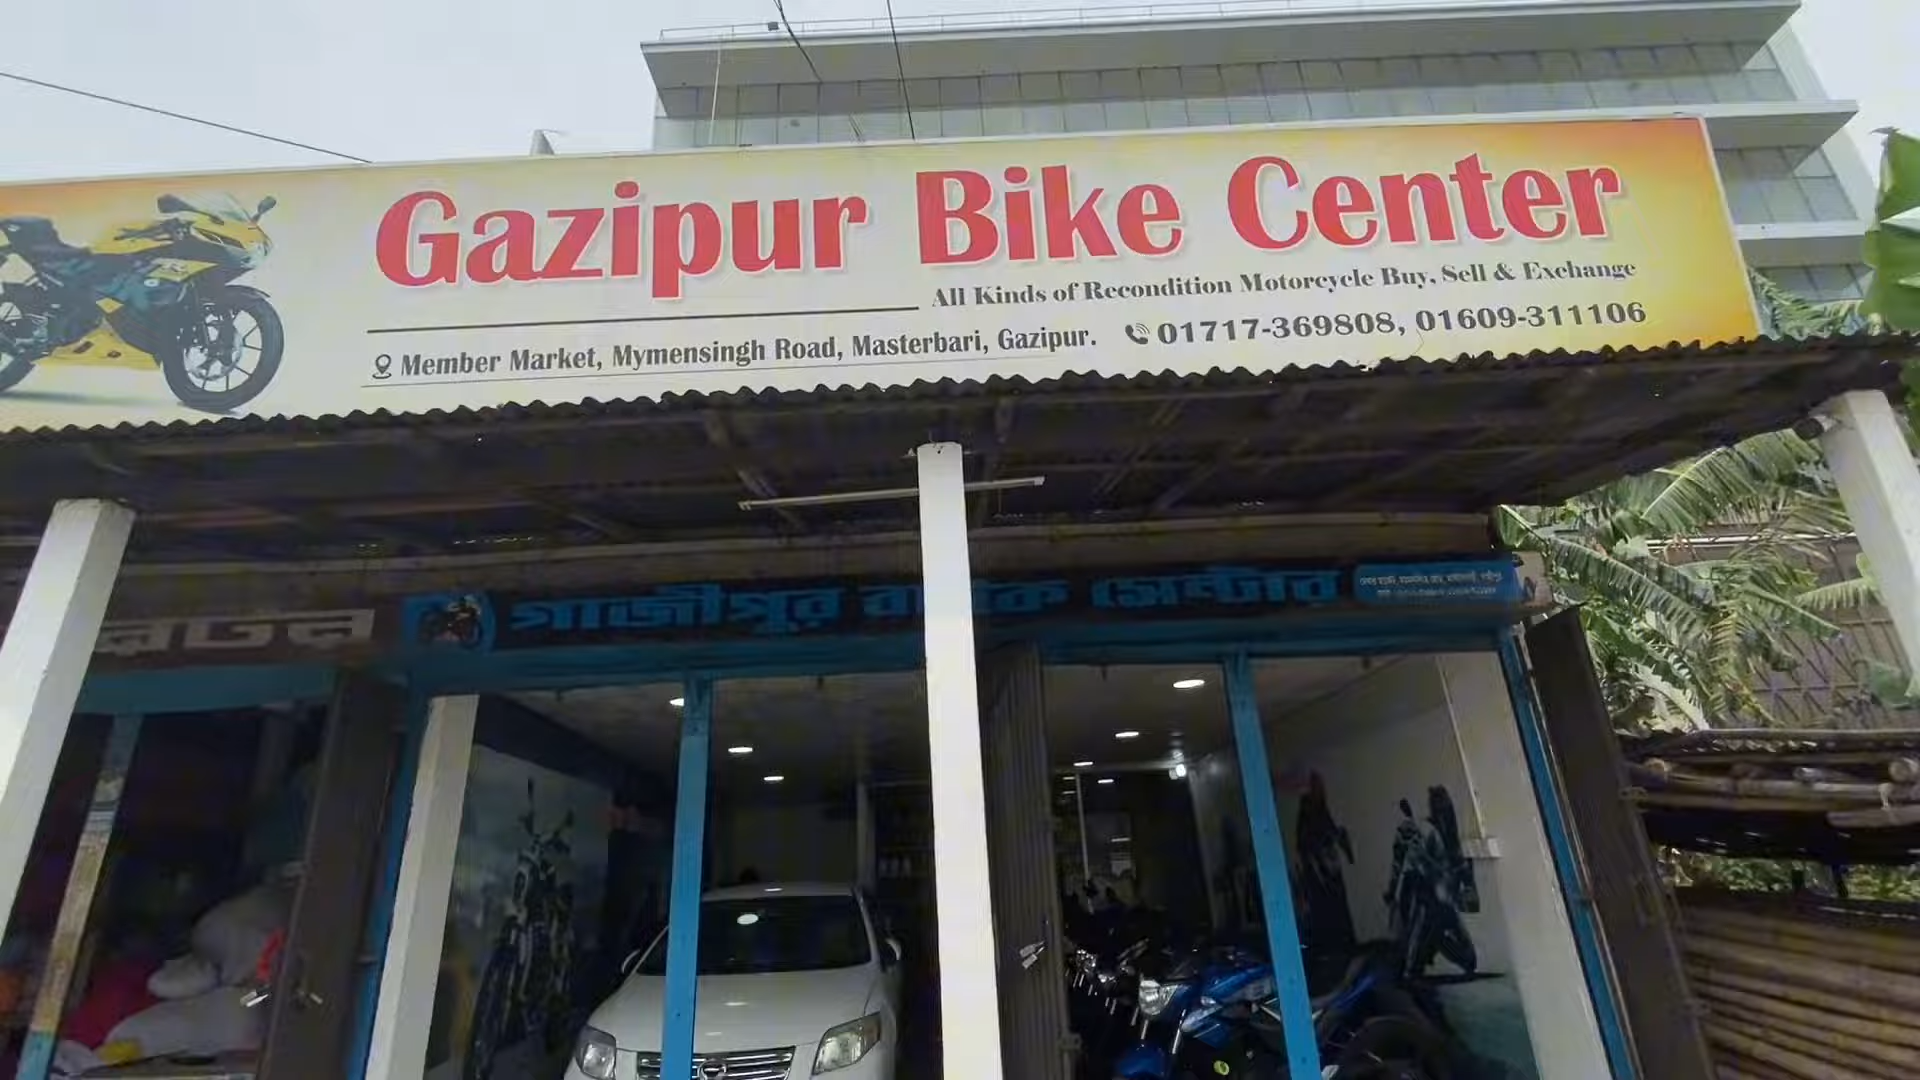 Gazipur Bike Center
All Kinds of Recondition Motorcycle Buy, Sell & Exchange
Member Market, Mymensingh Road, Masterbari, Gazipur. 01717-369808, 01609-311106
গাজীপুর বাইক সেন্টার